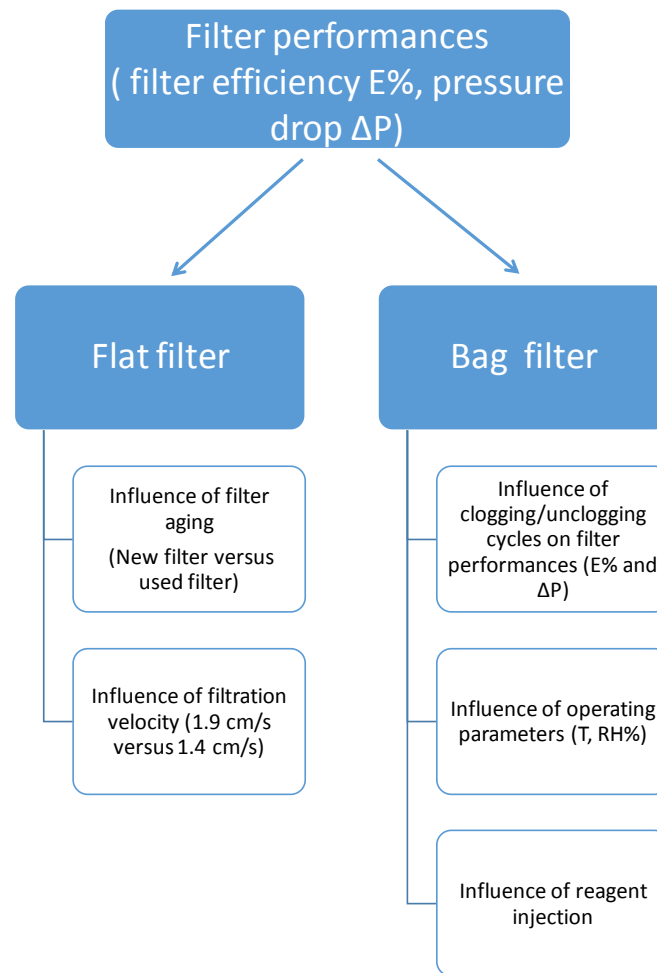 Filter performances
( filter efficiency E%, pressure
drop ΔP)
Flat filter
Bag filter
Influence of filter
aging
(New filter versus
used filter)
Influence of filtration
velocity (1.9 cm/s
versus 1.4 cm/s)
Influence of
clogging/unclogging
cycles on filter
performances (E% and
ΔP)
Influence of operating
parameters (T, RH%)
Influence of reagent
injection